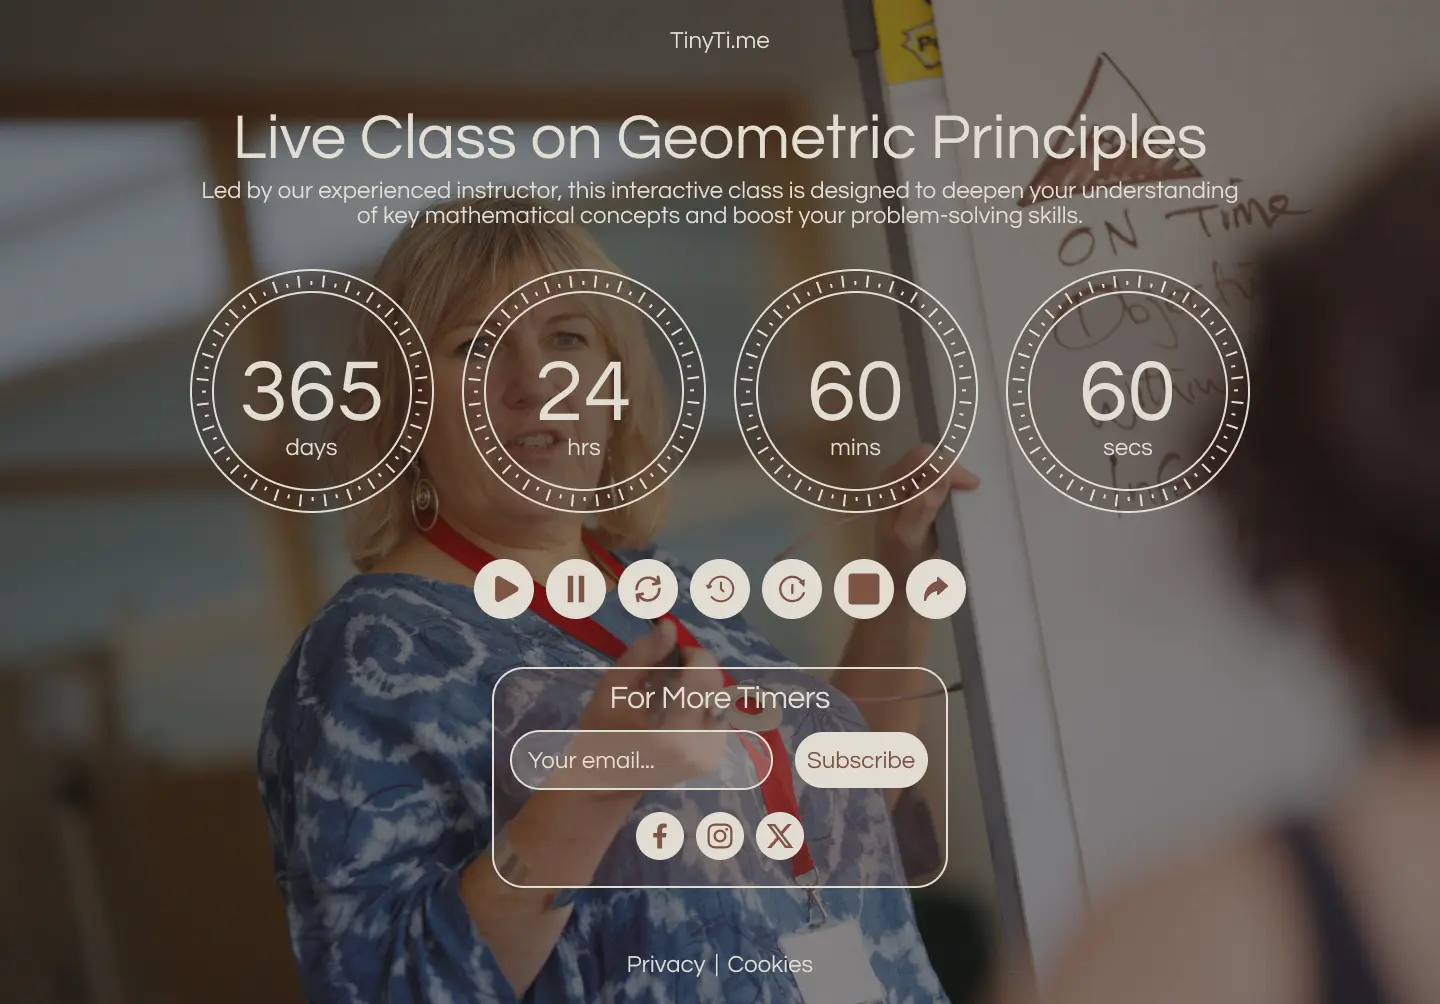 TinyTi.me
Live Class on Geometric Principles
Led by our experienced instructor, this interactive class is designed to deepen your understanding
of key mathematical concepts and boost your problem-solving skills.
ON Time
365
days
24
hrs
60
mins
60
secs
For More Timers
Your email...
Subscribe
Privacy | Cookies